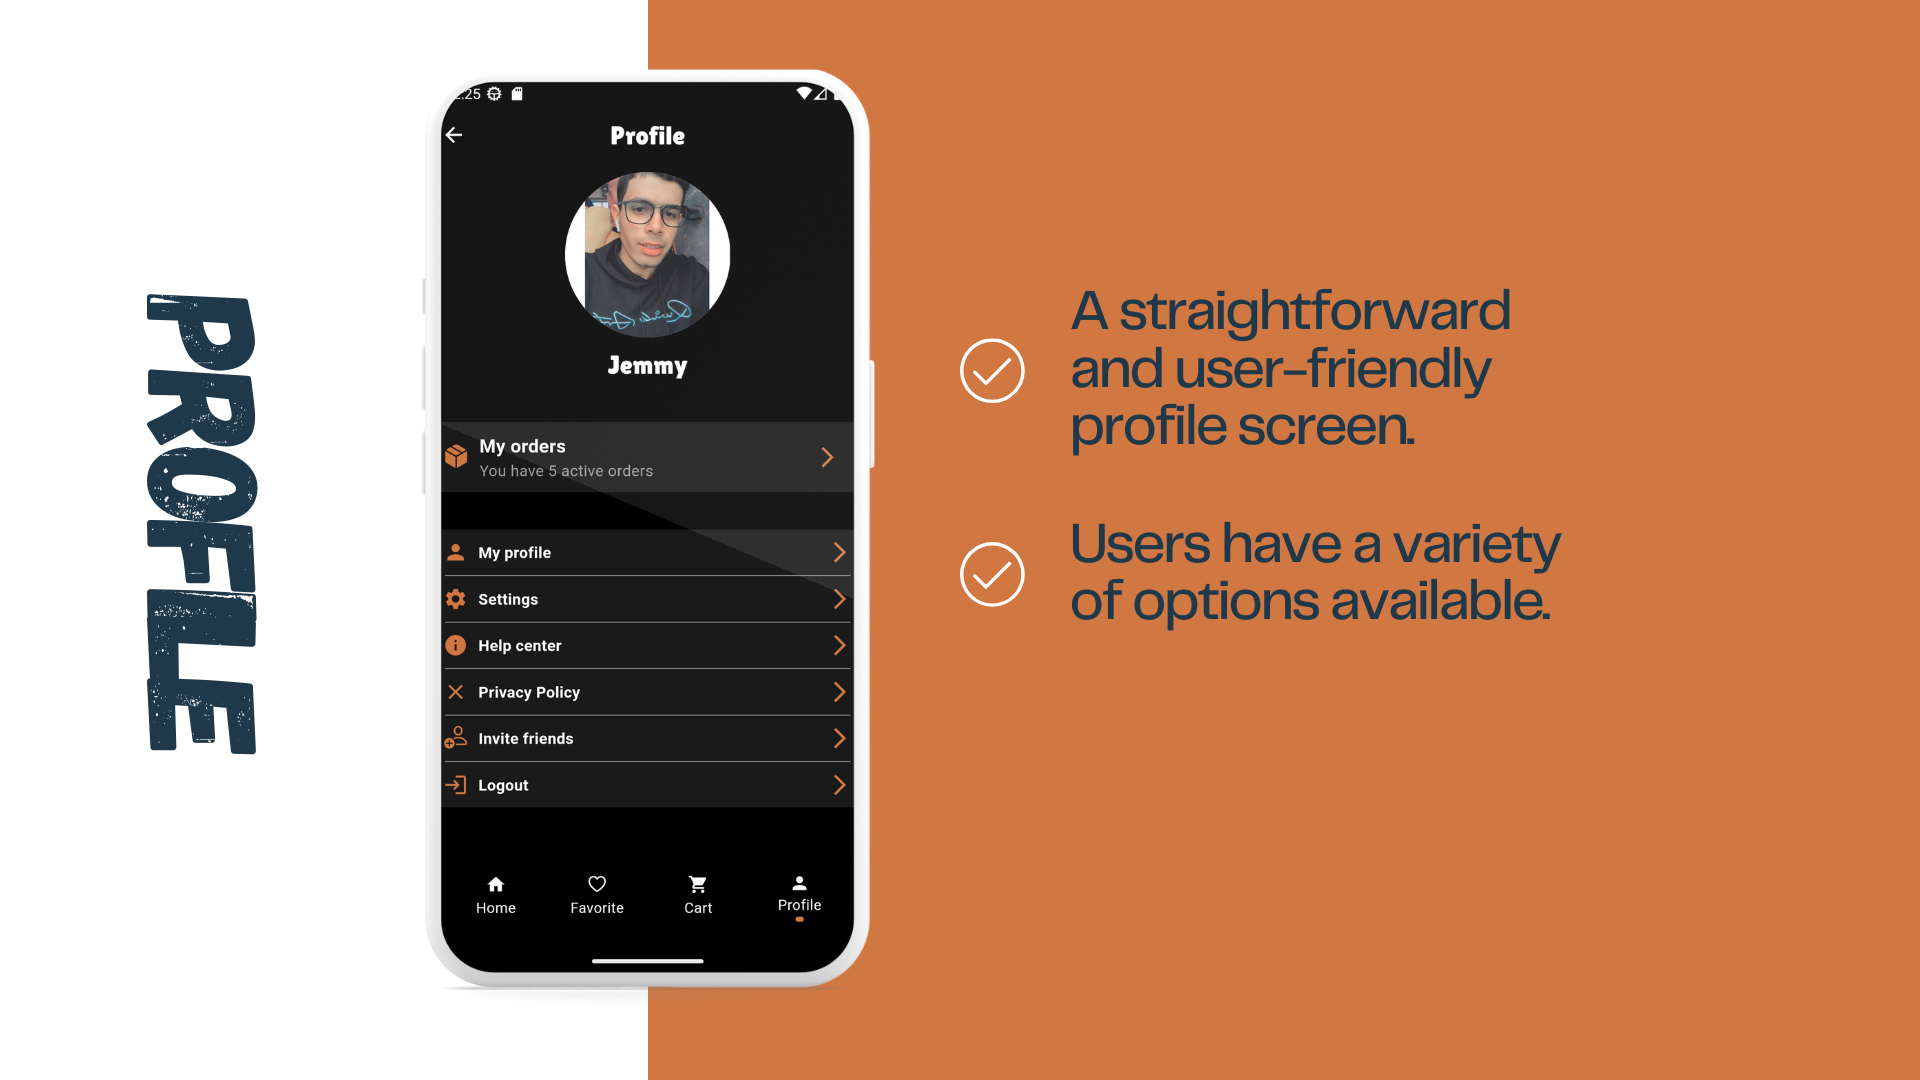 PROFILE
:25
Profile
Jemmy
My orders
You have 5 active orders
My profile
Settings
Help center
Privacy Policy
Invite friends
Logout
Home
Favorite
Cart
Profile
A straightforward
and user-friendly
profile screen.
Users have a variety
of options available.